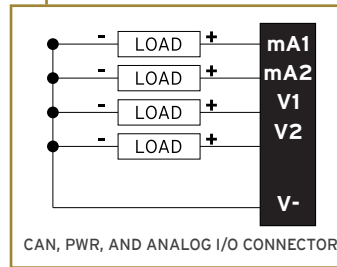 - LOAD + mA1
- LOAD + mA2
- LOAD + V1
- LOAD + V2
V-
CAN, PWR, AND ANALOG I/O CONNECTOR